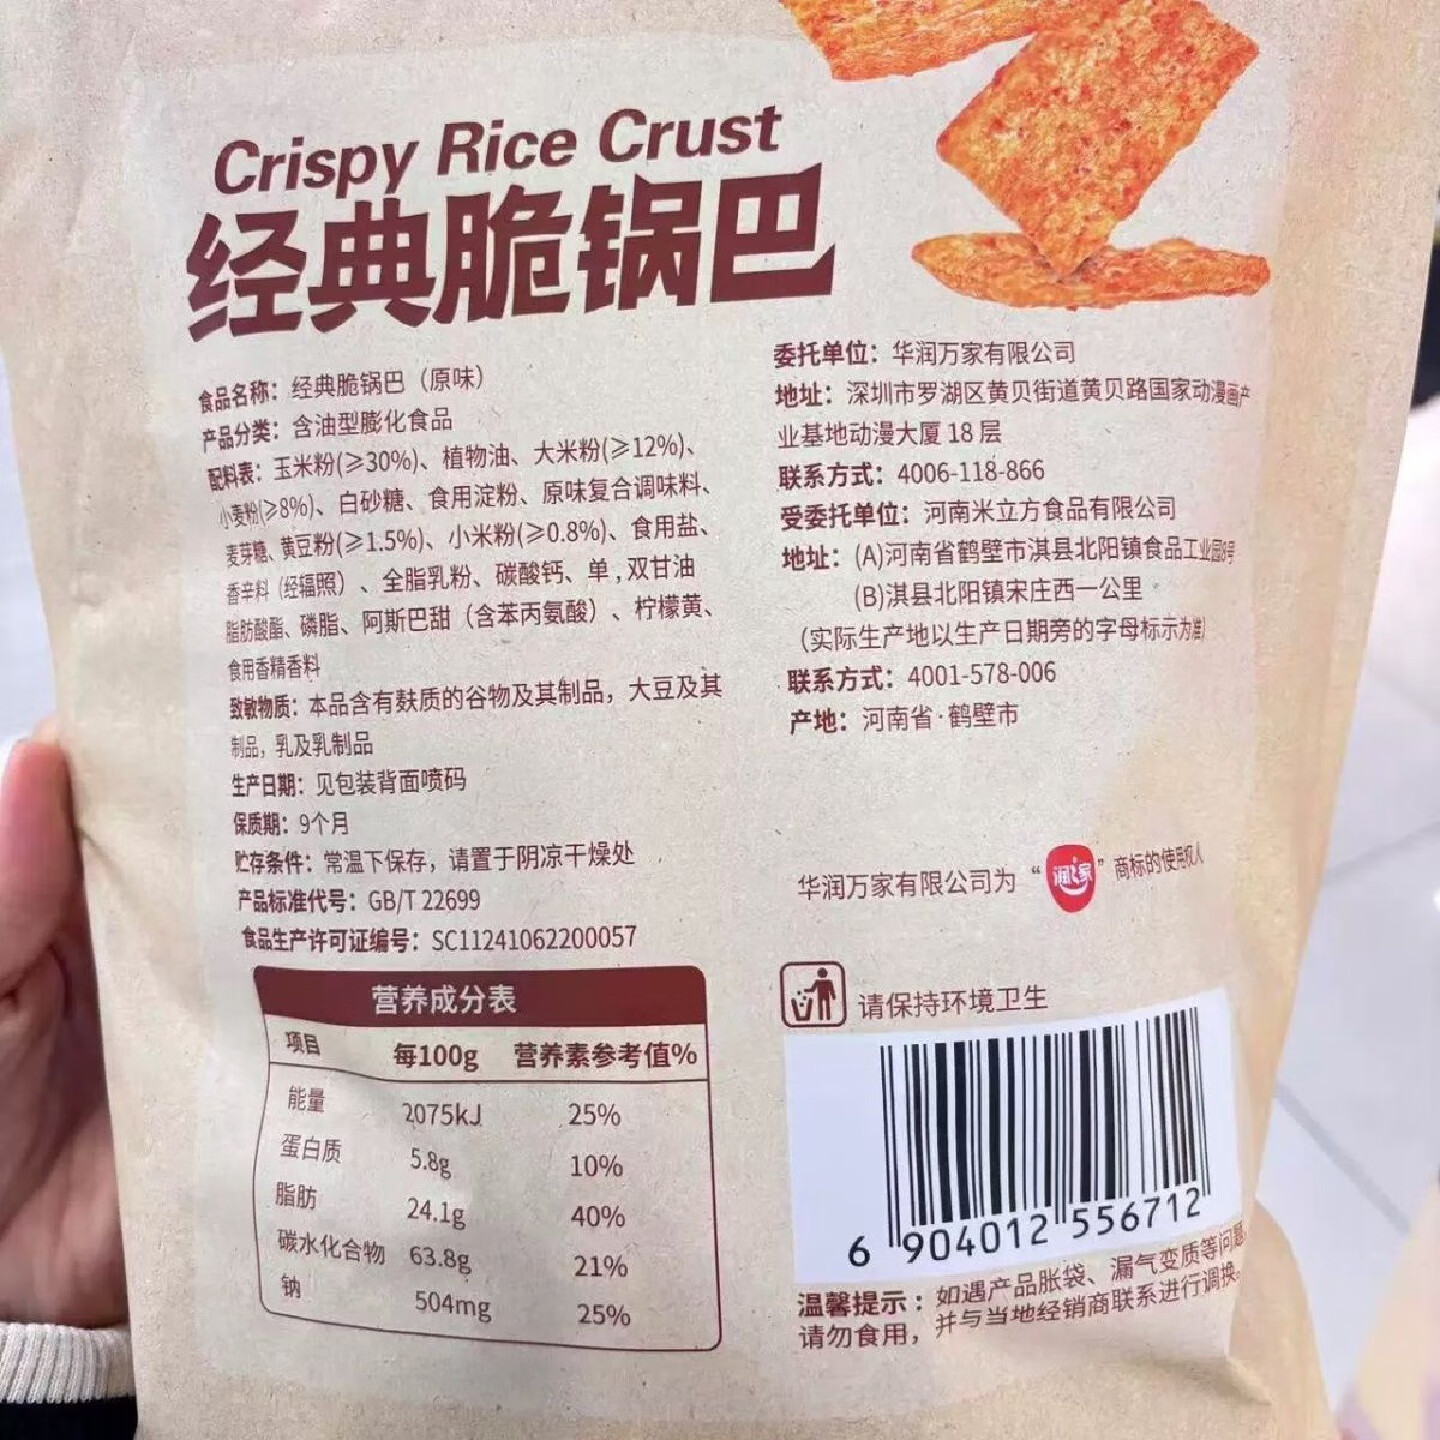 Crispy Rice Crust
经典脆锅巴
食品名称：经典脆锅巴（原味）
产品分类：含油型膨化食品
配料表：玉米粉(≥30%)、植物油、大米粉(≥12%)、
小麦粉(≥8%)、白砂糖、食用淀粉、原味复合调味料、
麦芽糖、黄豆粉(≥1.5%)、小米粉(≥0.8%)、食用盐、
香辛料（经辐照）、全脂乳粉、碳酸钙、单,双甘油
脂肪酸酯、磷脂、阿斯巴甜（含苯丙氨酸）、柠檬黄、
食用香精香料
致敏物质：本品含有麸质的谷物及其制品，大豆及其
制品，乳及乳制品
生产日期：见包装背面喷码
保质期：9个月
贮存条件：常温下保存，请置于阴凉干燥处
产品标准代号：GB/T 22699
食品生产许可证编号：SC11241062200057
营养成分表
项目 每100g 营养素参考值%
能量 2075kJ 25%
蛋白质 5.8g 10%
脂肪 24.1g 40%
碳水化合物 63.8g 21%
钠 504mg 25%
委托单位：华润万家有限公司
地址：深圳市罗湖区黄贝街道黄贝路国家动漫画产
业基地动漫大厦 18 层
联系方式：4006-118-866
受委托单位：河南米立方食品有限公司
地址：(A)河南省鹤壁市淇县北阳镇食品工业园8号
(B)淇县北阳镇宋庄西一公里
（实际生产地以生产日期旁的字母标示为准）
联系方式：4001-578-006
产地：河南省·鹤壁市
华润万家有限公司为“润之家”商标的使用权人
请保持环境卫生
6 904012 556712
温馨提示：如遇产品胀袋、漏气变质等问题，
请勿食用，并与当地经销商联系进行调换。